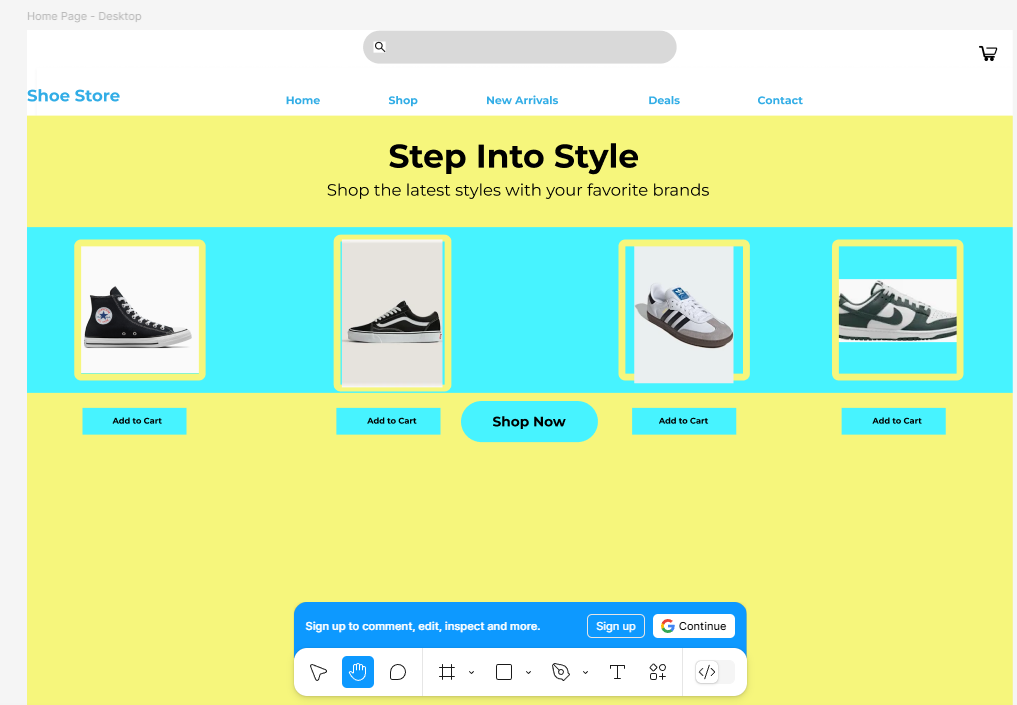 Home Page - Desktop
Shoe Store
Home Shop New Arrivals Deals Contact
Step Into Style
Shop the latest styles with your favorite brands
Add to Cart Add to Cart Shop Now Add to Cart Add to Cart
Sign up to comment, edit, inspect and more. Sign up Continue